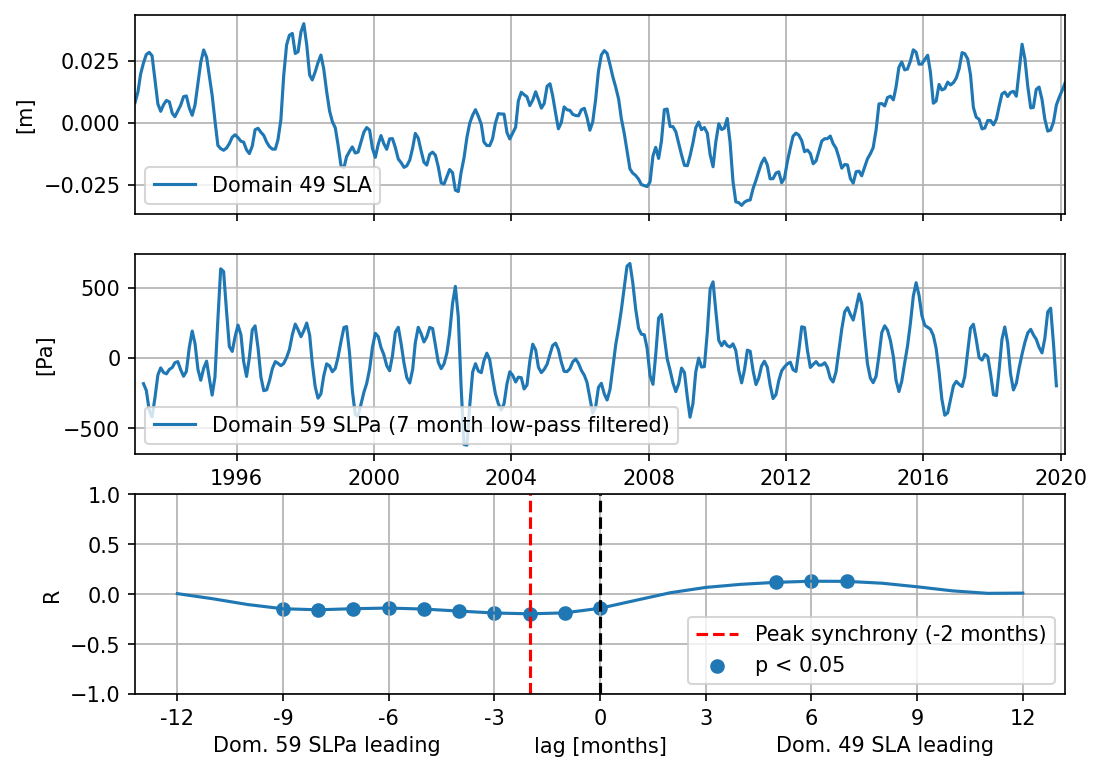 0.025
0.000
−0.025
[m]
Domain 49 SLA
500
0
−500
[Pa]
Domain 59 SLPa (7 month low-pass filtered)
1996 2000 2004 2008 2012 2016 2020
1.0
0.5
0.0
−0.5
−1.0
R
Peak synchrony (-2 months)
p < 0.05
-12 -9 -6 -3 0 3 6 9 12
Dom. 59 SLPa leading lag [months] Dom. 49 SLA leading